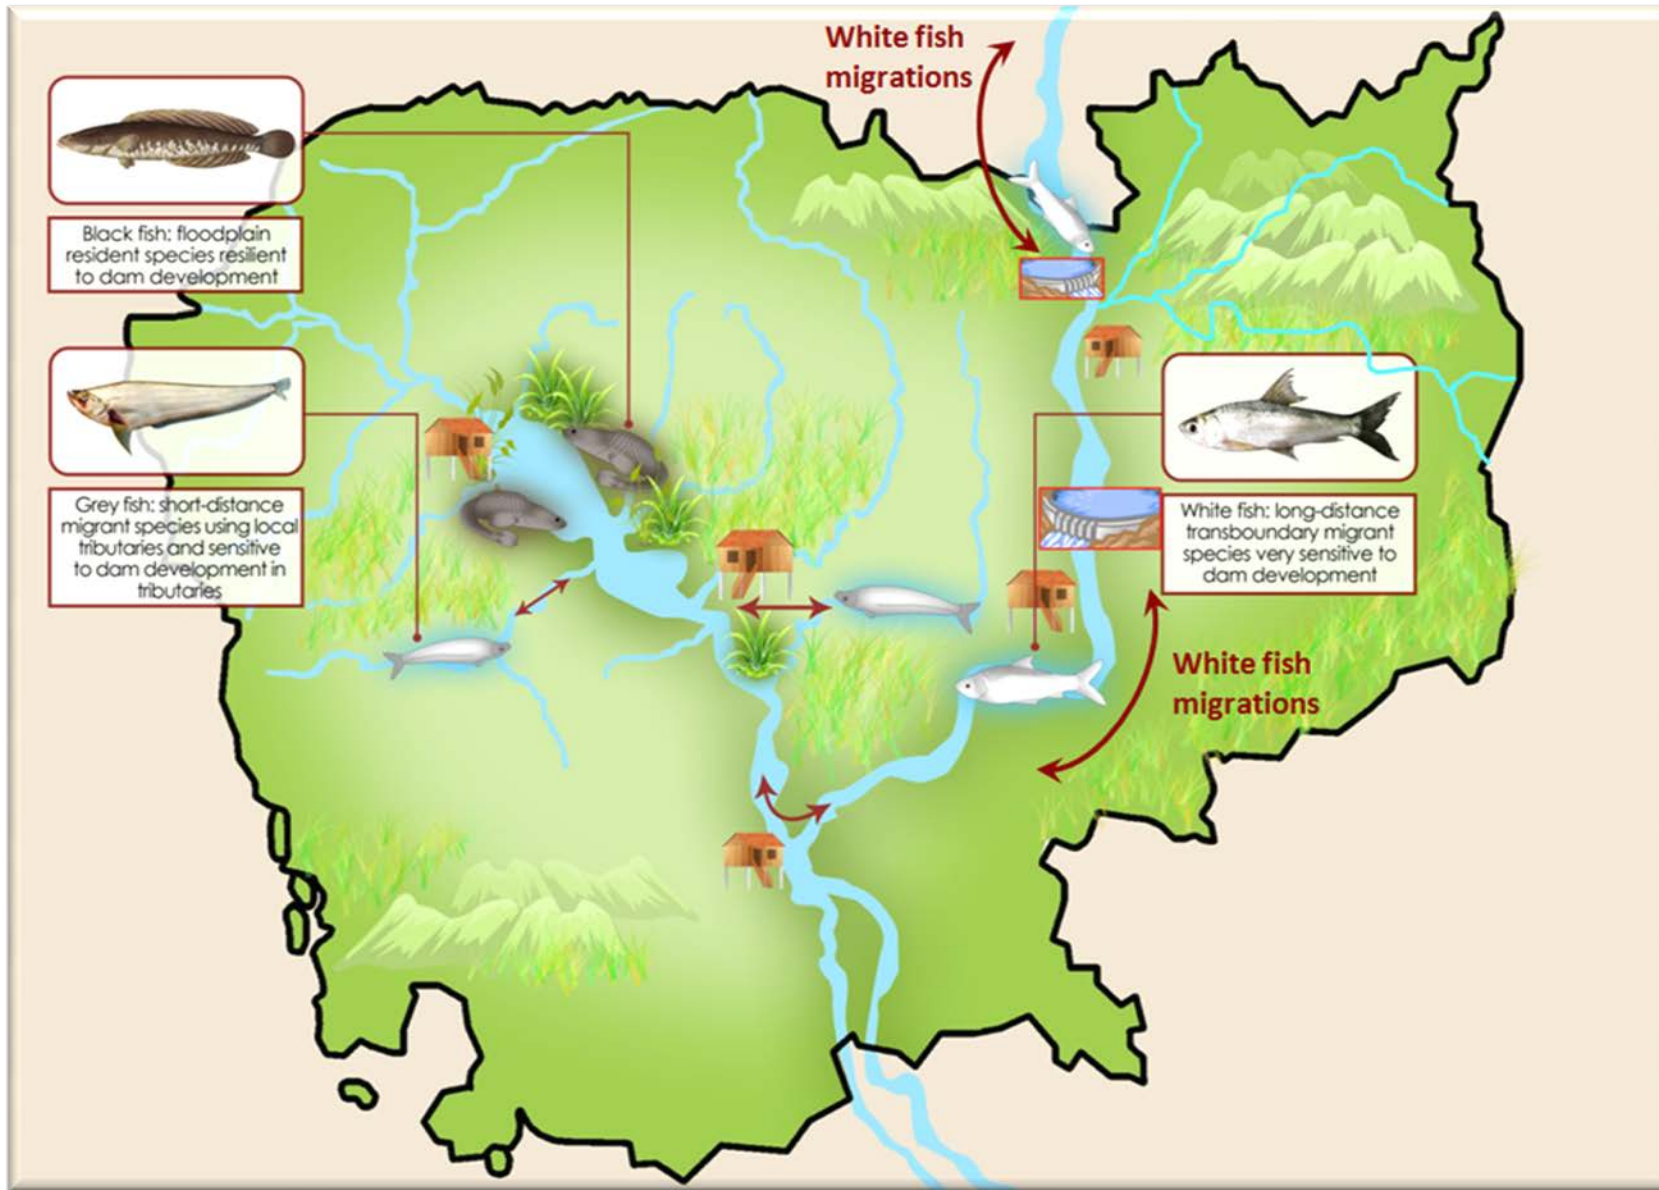 White fish
migrations
Black fish: floodplain
resident species resilient
to dam development
Grey fish: short-distance
migrant species using local
tributaries and sensitive
to dam development in
tributaries
White fish: long-distance
transboundary migrant
species very sensitive to
dam development
White fish
migrations